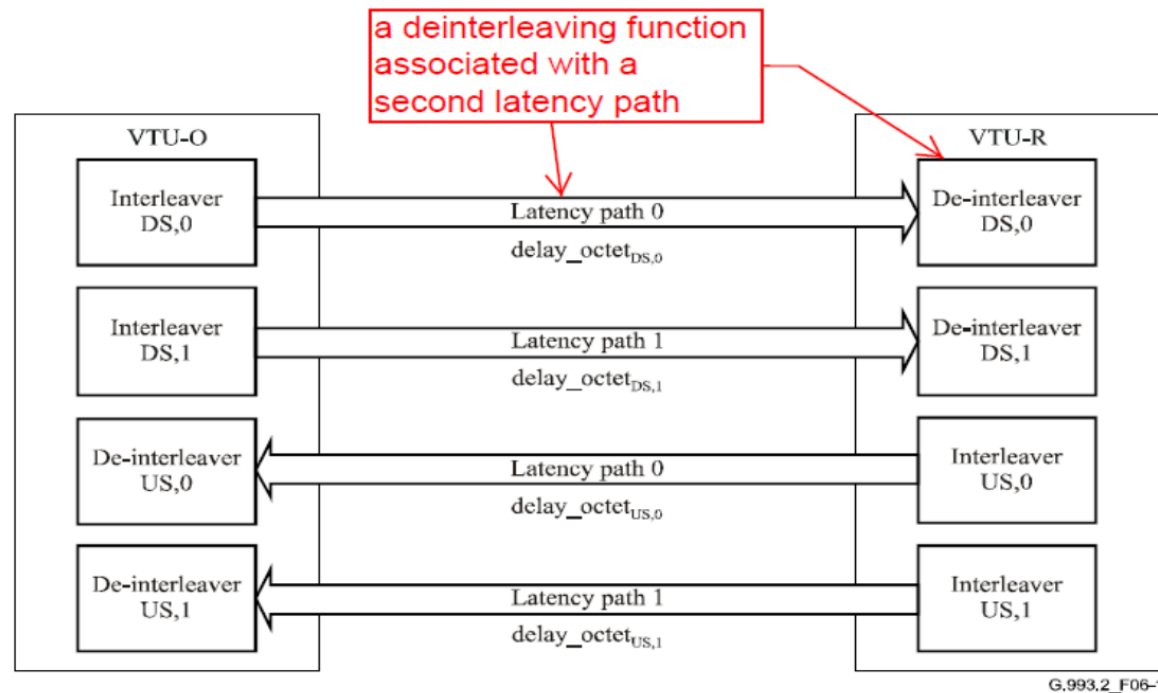 a deinterleaving function
associated with a
second latency path
VTU-O
VTU-R
Interleaver
DS,0
Latency path 0
delay_octetDS,0
De-interleaver
DS,0
Interleaver
DS,1
Latency path 1
delay_octetDS,1
De-interleaver
DS,1
De-interleaver
US,0
Latency path 0
delay_octetUS,0
Interleaver
US,0
De-interleaver
US,1
Latency path 1
delay_octetUS,1
Interleaver
US,1